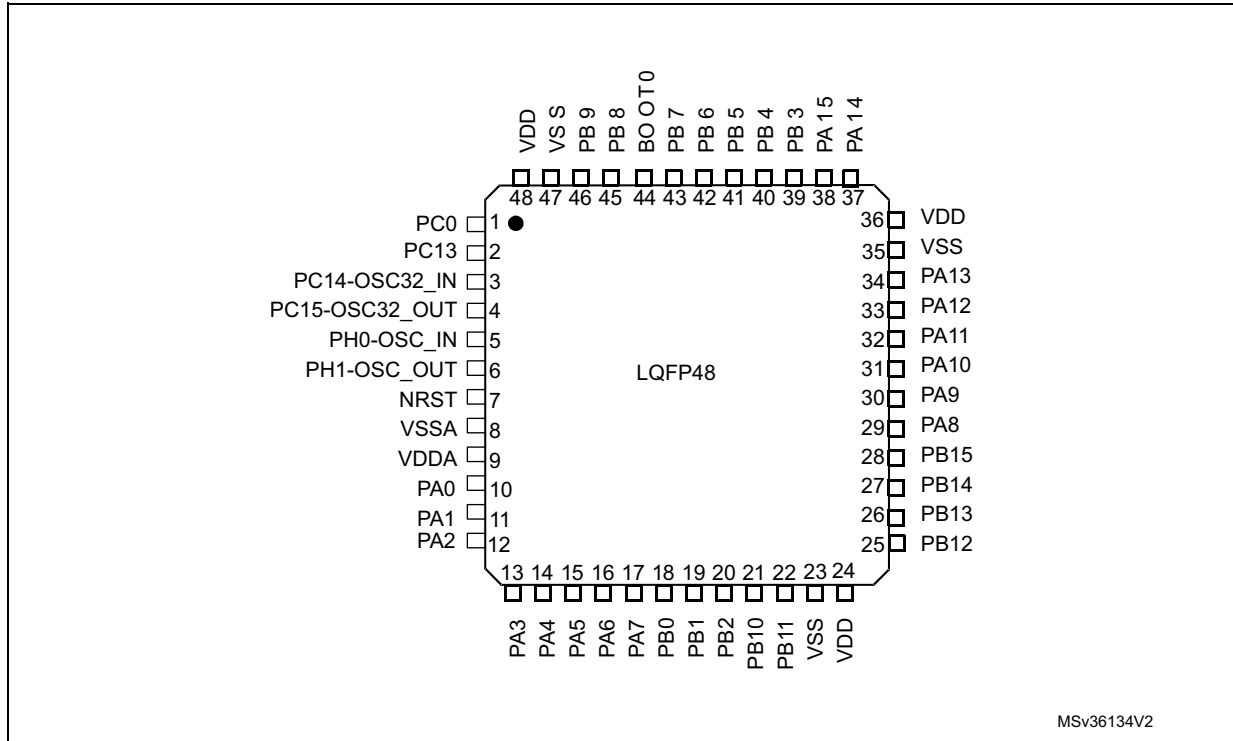 VDD
VSS
PB9
PB8
BOOT0
PB7
PB6
PB5
PB4
PB3
PA15
PA14
48 47 46 45 44 43 42 41 40 39 38 37
PC0 1
PC13 2
PC14-OSC32_IN 3
PC15-OSC32_OUT 4
PH0-OSC_IN 5
PH1-OSC_OUT 6
NRST 7
VSSA 8
VDDA 9
PA0 10
PA1 11
PA2 12
LQFP48
36 VDD
35 VSS
34 PA13
33 PA12
32 PA11
31 PA10
30 PA9
29 PA8
28 PB15
27 PB14
26 PB13
25 PB12
13 14 15 16 17 18 19 20 21 22 23 24
PA3
PA4
PA5
PA6
PA7
PB0
PB1
PB2
PB10
PB11
VSS
VDD
MSv36134V2